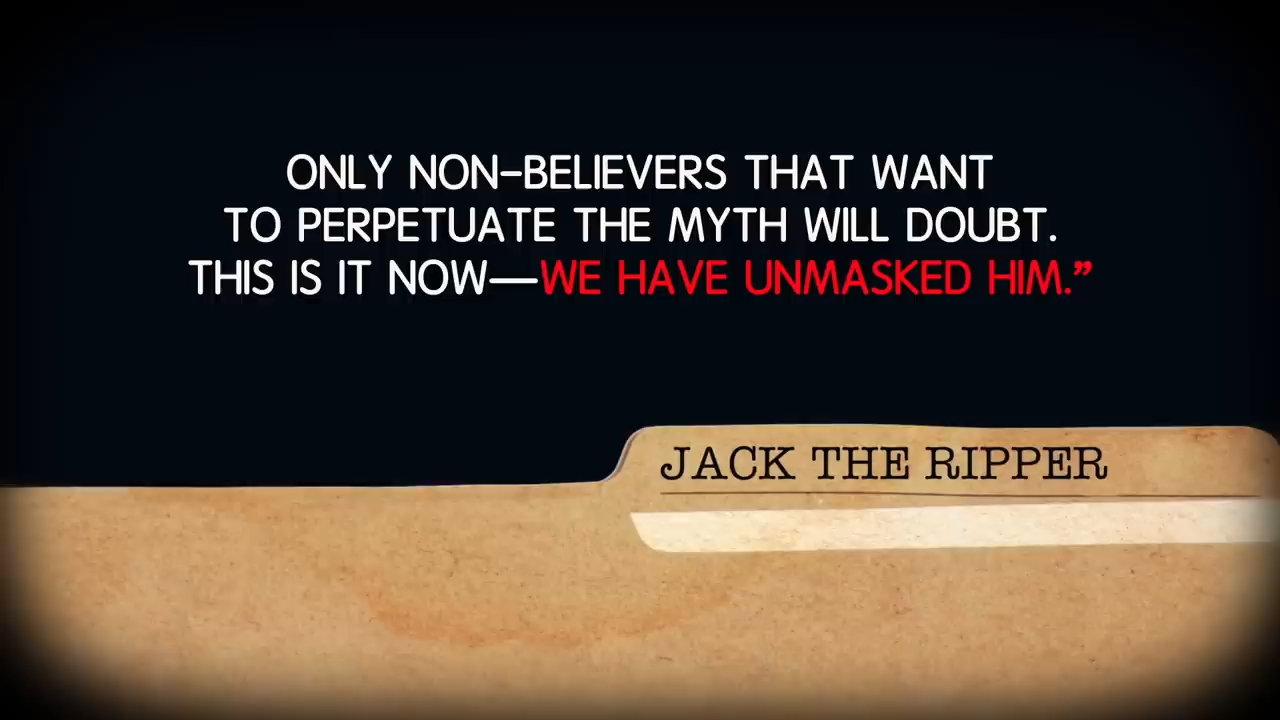 ONLY NON-BELIEVERS THAT WANT
TO PERPETUATE THE MYTH WILL DOUBT.
THIS IS IT NOW—WE HAVE UNMASKED HIM.”
JACK THE RIPPER